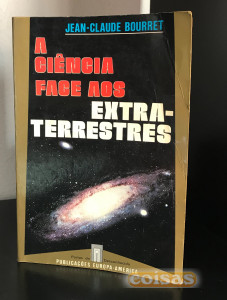 JEAN-CLAUDE BOURRET
A
CIÊNCIA
FACE AOS
EXTRA-
TERRESTRES
PUBLICAÇÕES EUROPA-AMÉRICA
coisas